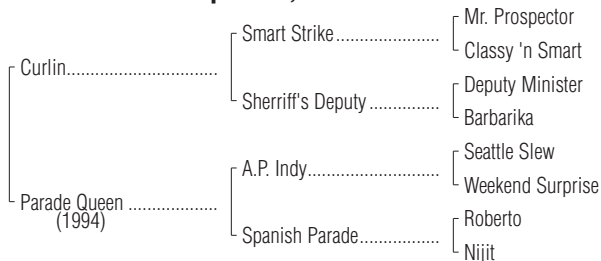 Mr. Prospector
Smart Strike....................
Classy 'n Smart
Curlin.............................
Deputy Minister
Sherriff's Deputy .............
Barbarika
Seattle Slew
A.P. Indy.........................
Weekend Surprise
Parade Queen .................
(1994)
Roberto
Spanish Parade...............
Nijit